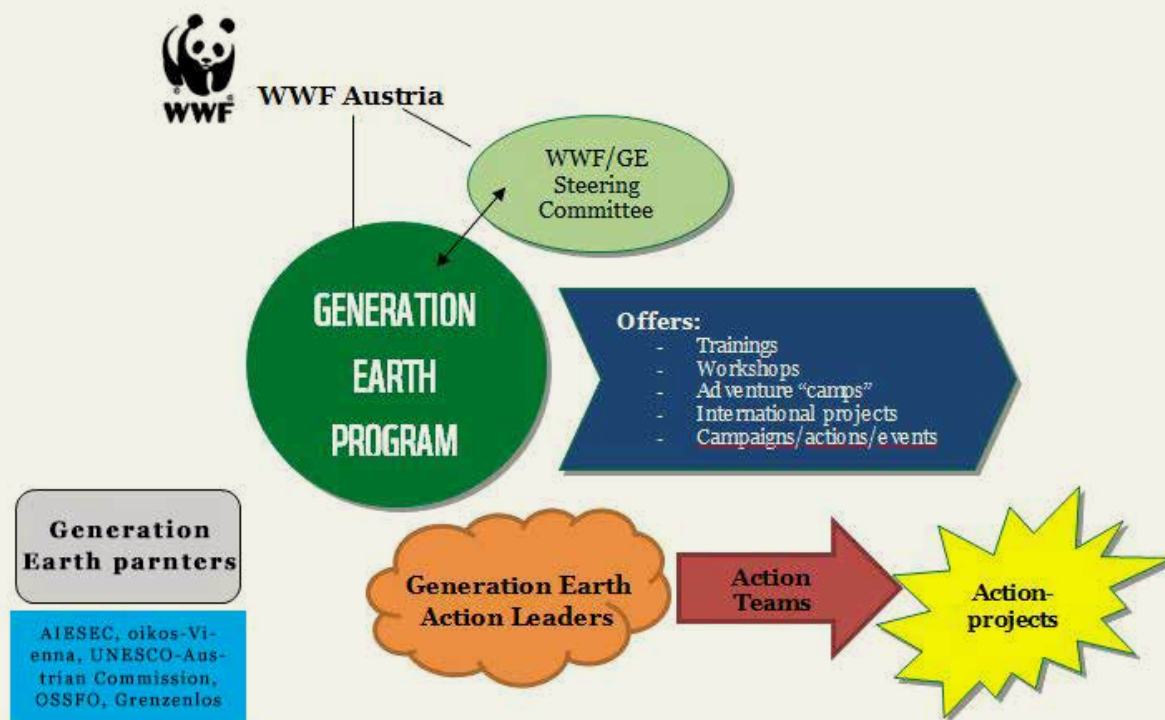 WWF
WWF Austria
WWF/GE
Steering
Committee
GENERATION
EARTH
PROGRAM
Offers:
- Trainings
- Workshops
- Adventure “camps”
- International projects
- Campaigns/actions/events
Generation
Earth parnters
AIESEC, oikos-Vi-
enna, UNESCO-Aus-
trian Commission,
OSSFO, Grenzenlos
Generation Earth
Action Leaders
Action
Teams
Action-
projects